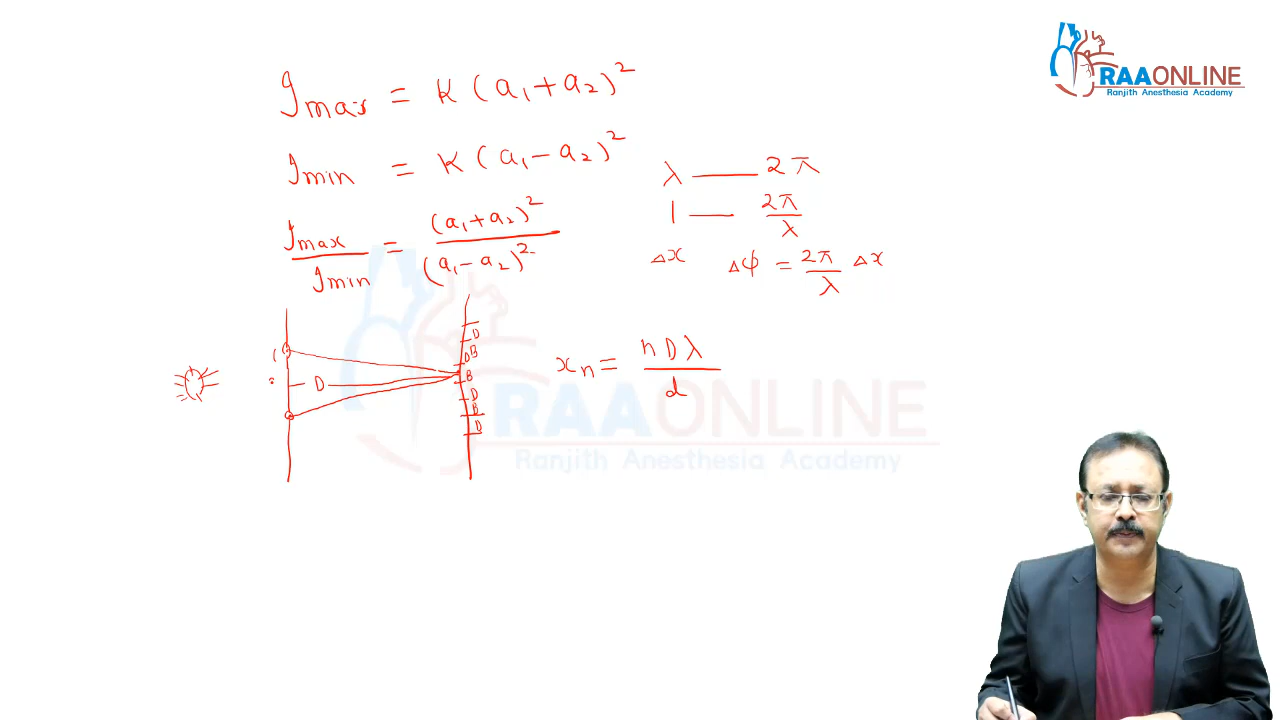 RAAONLINE
Ranjith Anesthesia Academy
Imax = K (a₁ + a₂)²
Imin = K (a₁ - a₂)²
Imax / Imin = (a₁ + a₂)² / (a₁ - a₂)²
λ — 2π
1 — 2π/λ
Δx Δφ = 2π/λ Δx
D
D
B
D
B
D
B
D
xn = nDλ / d
RAAONLINE
Ranjith Anesthesia Academy